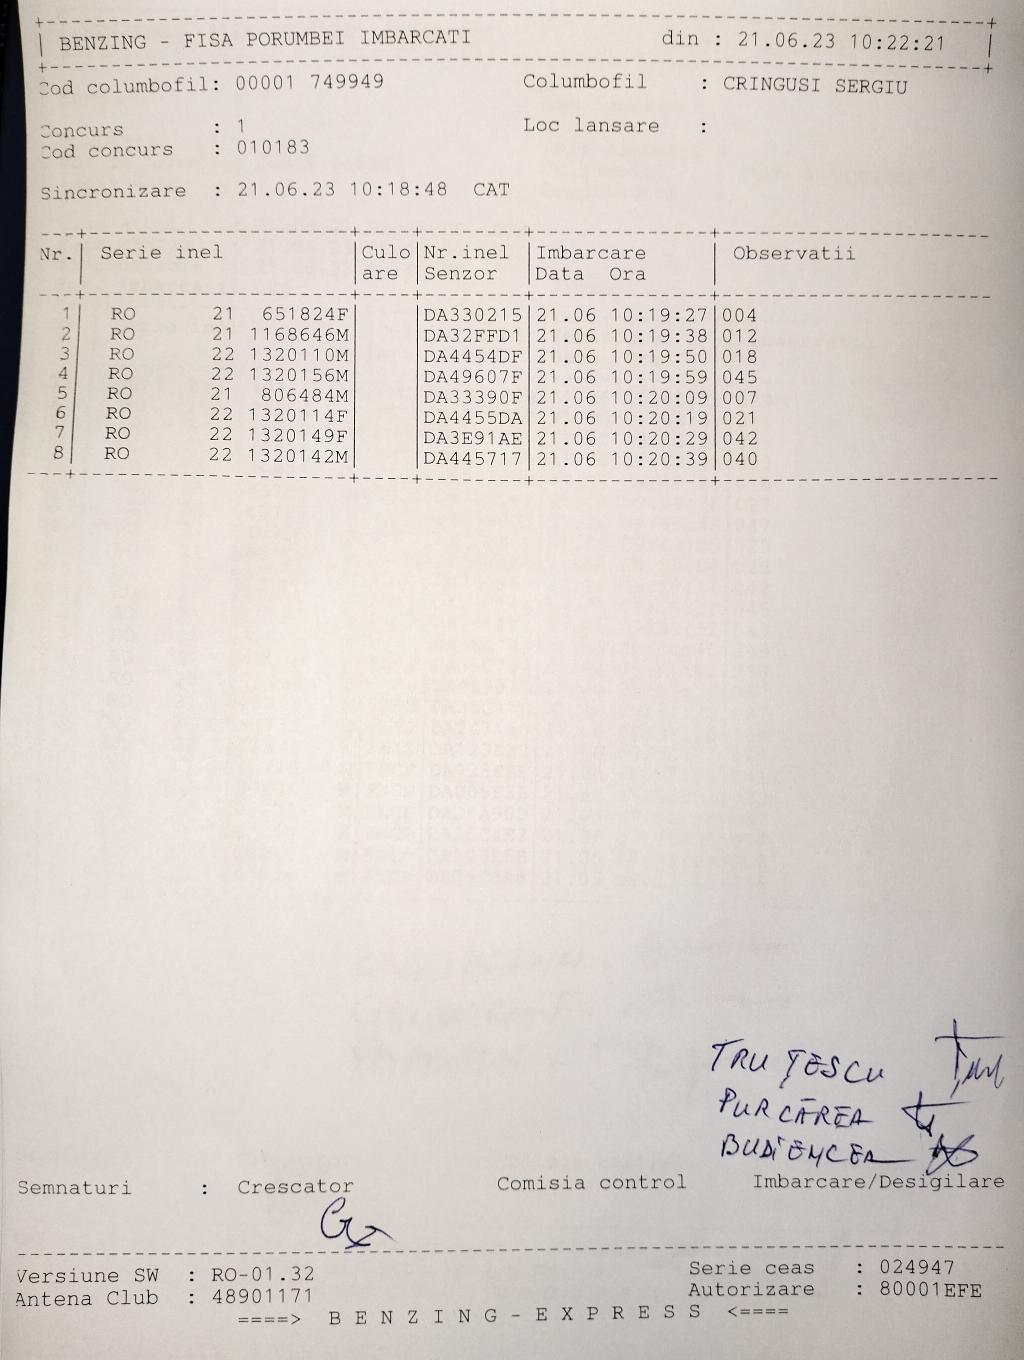 BENZING - FISA PORUMBEI IMBARCATI din : 21.06.23 10:22:21
Cod columbofil: 00001 749949 Columbofil : CRINGUSI SERGIU
Concurs : 1 Loc lansare :
Cod concurs : 010183
Sincronizare : 21.06.23 10:18:48 CAT
Nr. Serie inel Culo Nr.inel Imbarcare Observatii
are Senzor Data Ora
1 RO 21 651824F DA330215 21.06 10:19:27 004
2 RO 21 1168646M DA32FFD1 21.06 10:19:38 012
3 RO 22 1320110M DA4454DF 21.06 10:19:50 018
4 RO 22 1320156M DA49607F 21.06 10:19:59 045
5 RO 21 806484M DA33390F 21.06 10:20:09 007
6 RO 22 1320114F DA4455DA 21.06 10:20:19 021
7 RO 22 1320149F DA3E91AE 21.06 10:20:29 042
8 RO 22 1320142M DA445717 21.06 10:20:39 040
TRUȚESCU
PURCĂREA
Semnaturi : Crescator Comisia control Imbarcare/Desigilare
Versiune SW : RO-01.32 Serie ceas : 024947
Antena Club : 48901171 Autorizare : 80001EFE
====> B E N Z I N G - E X P R E S S <====